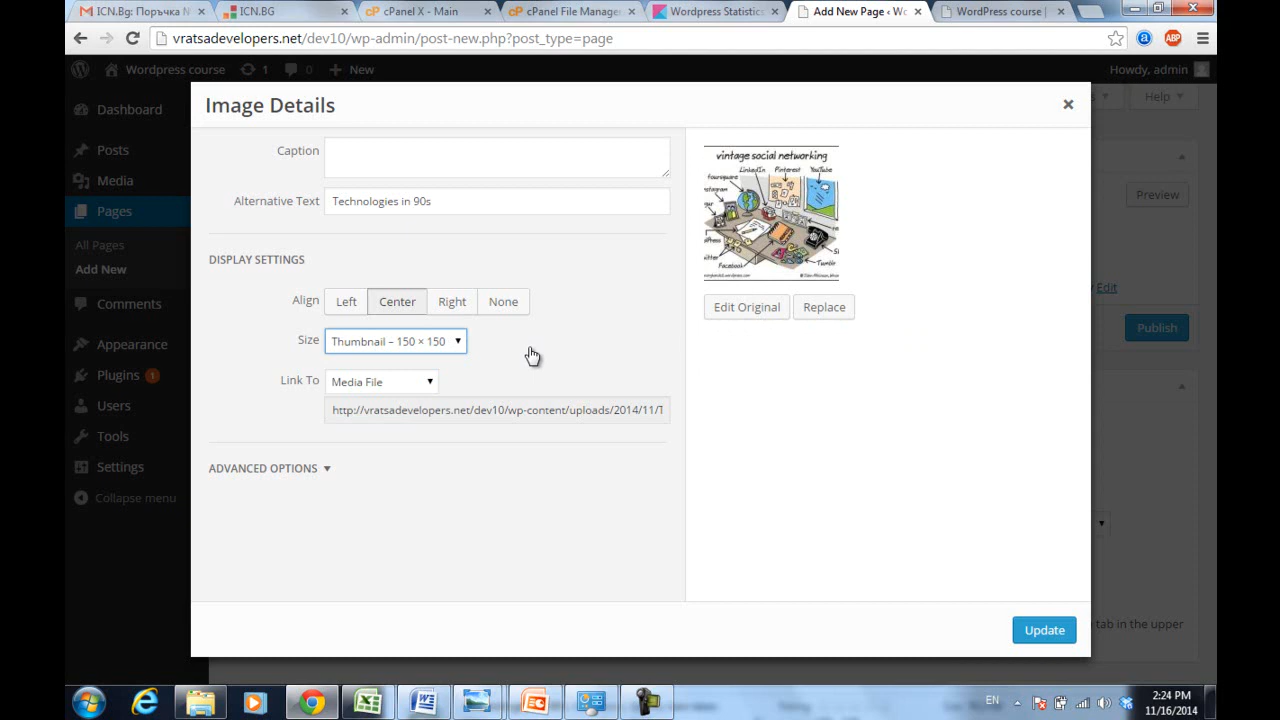 ICN.Bg: Поръчка N
ICN.BG
cPanel X - Main
cPanel File Manage
Wordpress Statistics
Add New Page ‹ Wo
WordPress course |
vratsadevelopers.net/dev10/wp-admin/post-new.php?post_type=page
ABP
Wordpress course
1
0
New
Howdy, admin
Dashboard
Posts
Media
Pages
All Pages
Add New
Comments
Appearance
Plugins 1
Users
Tools
Settings
Collapse menu
Help
Preview
Edit
Publish
tab in the upper
Image Details
Caption
Alternative Text
Technologies in 90s
DISPLAY SETTINGS
Align
Left
Center
Right
None
Size
Thumbnail – 150 × 150
Link To
Media File
http://vratsadevelopers.net/dev10/wp-content/uploads/2014/11/T
ADVANCED OPTIONS
vintage social networking
LinkedIn
Pinterest
YouTube
foursquare
Facebook
Tumblr
Edit Original
Replace
Update
EN
2:24 PM
11/16/2014